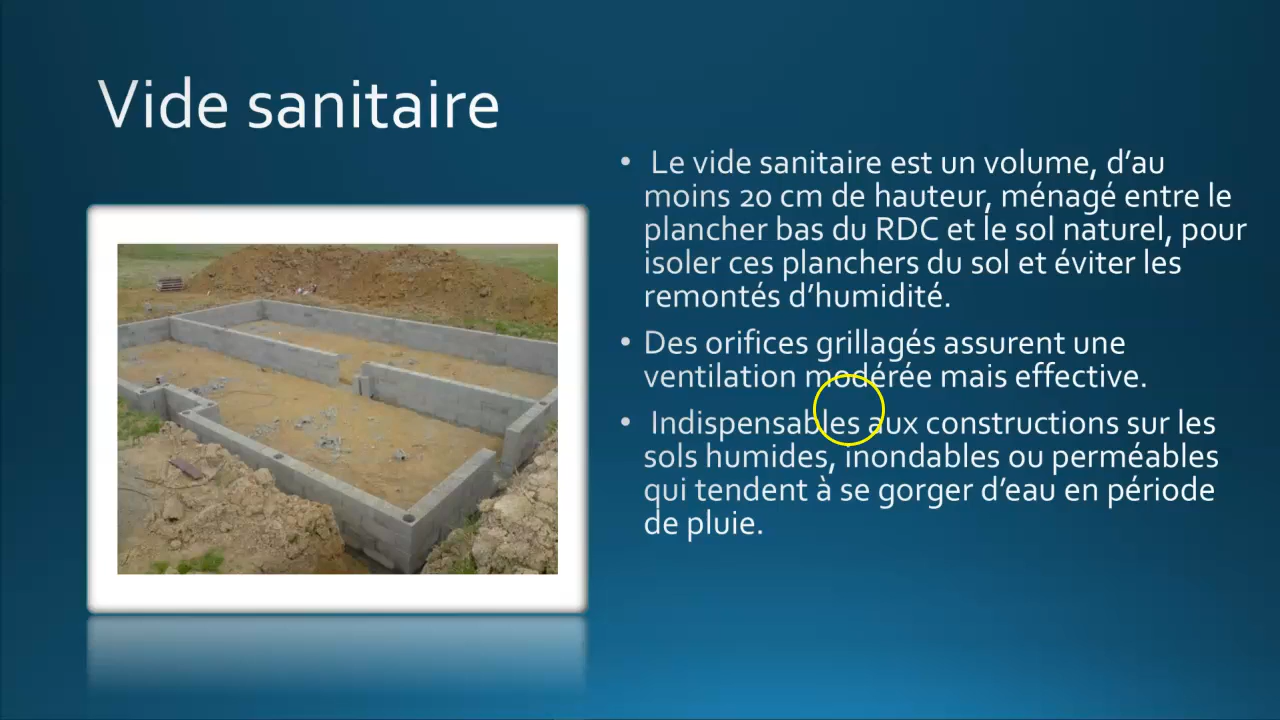 Vide sanitaire
• Le vide sanitaire est un volume, d’au
moins 20 cm de hauteur, ménagé entre le
plancher bas du RDC et le sol naturel, pour
isoler ces planchers du sol et éviter les
remontés d’humidité.
• Des orifices grillagés assurent une
ventilation modérée mais effective.
• Indispensables aux constructions sur les
sols humides, inondables ou perméables
qui tendent à se gorger d’eau en période
de pluie.